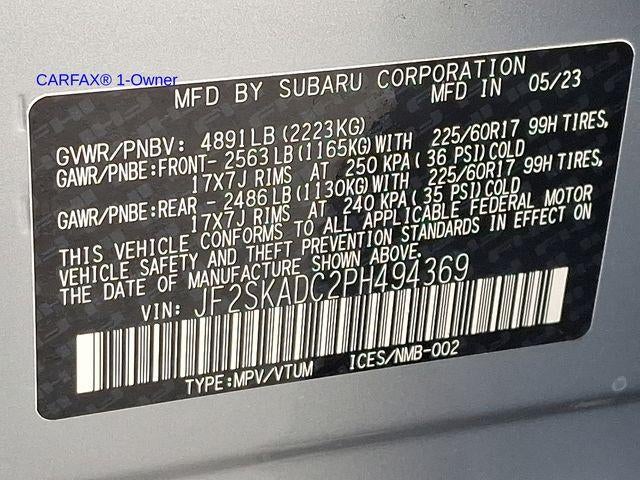 CARFAX® 1-Owner
MFD BY SUBARU CORPORATION MFD IN 05/23
GVWR/PNBV: 4891LB(2223KG)
GAWR/PNBE:FRONT- 2563LB(1165KG)WITH 225/60R17 99H TIRES,
17X7J RIMS AT 250 KPA(36 PSI)COLD
GAWR/PNBE:REAR - 2486LB(1130KG)WITH 225/60R17 99H TIRES,
17X7J RIMS AT 240 KPA(35 PSI)COLD
THIS VEHICLE CONFORMS TO ALL APPLICABLE FEDERAL MOTOR
VEHICLE SAFETY AND THEFT PREVENTION STANDARDS IN EFFECT ON
THE DATE OF MANUFACTURE SHOWN ABOVE.
VIN: JF2SKADC2PH494369
TYPE:MPV/VTUM ICES/NMB-002